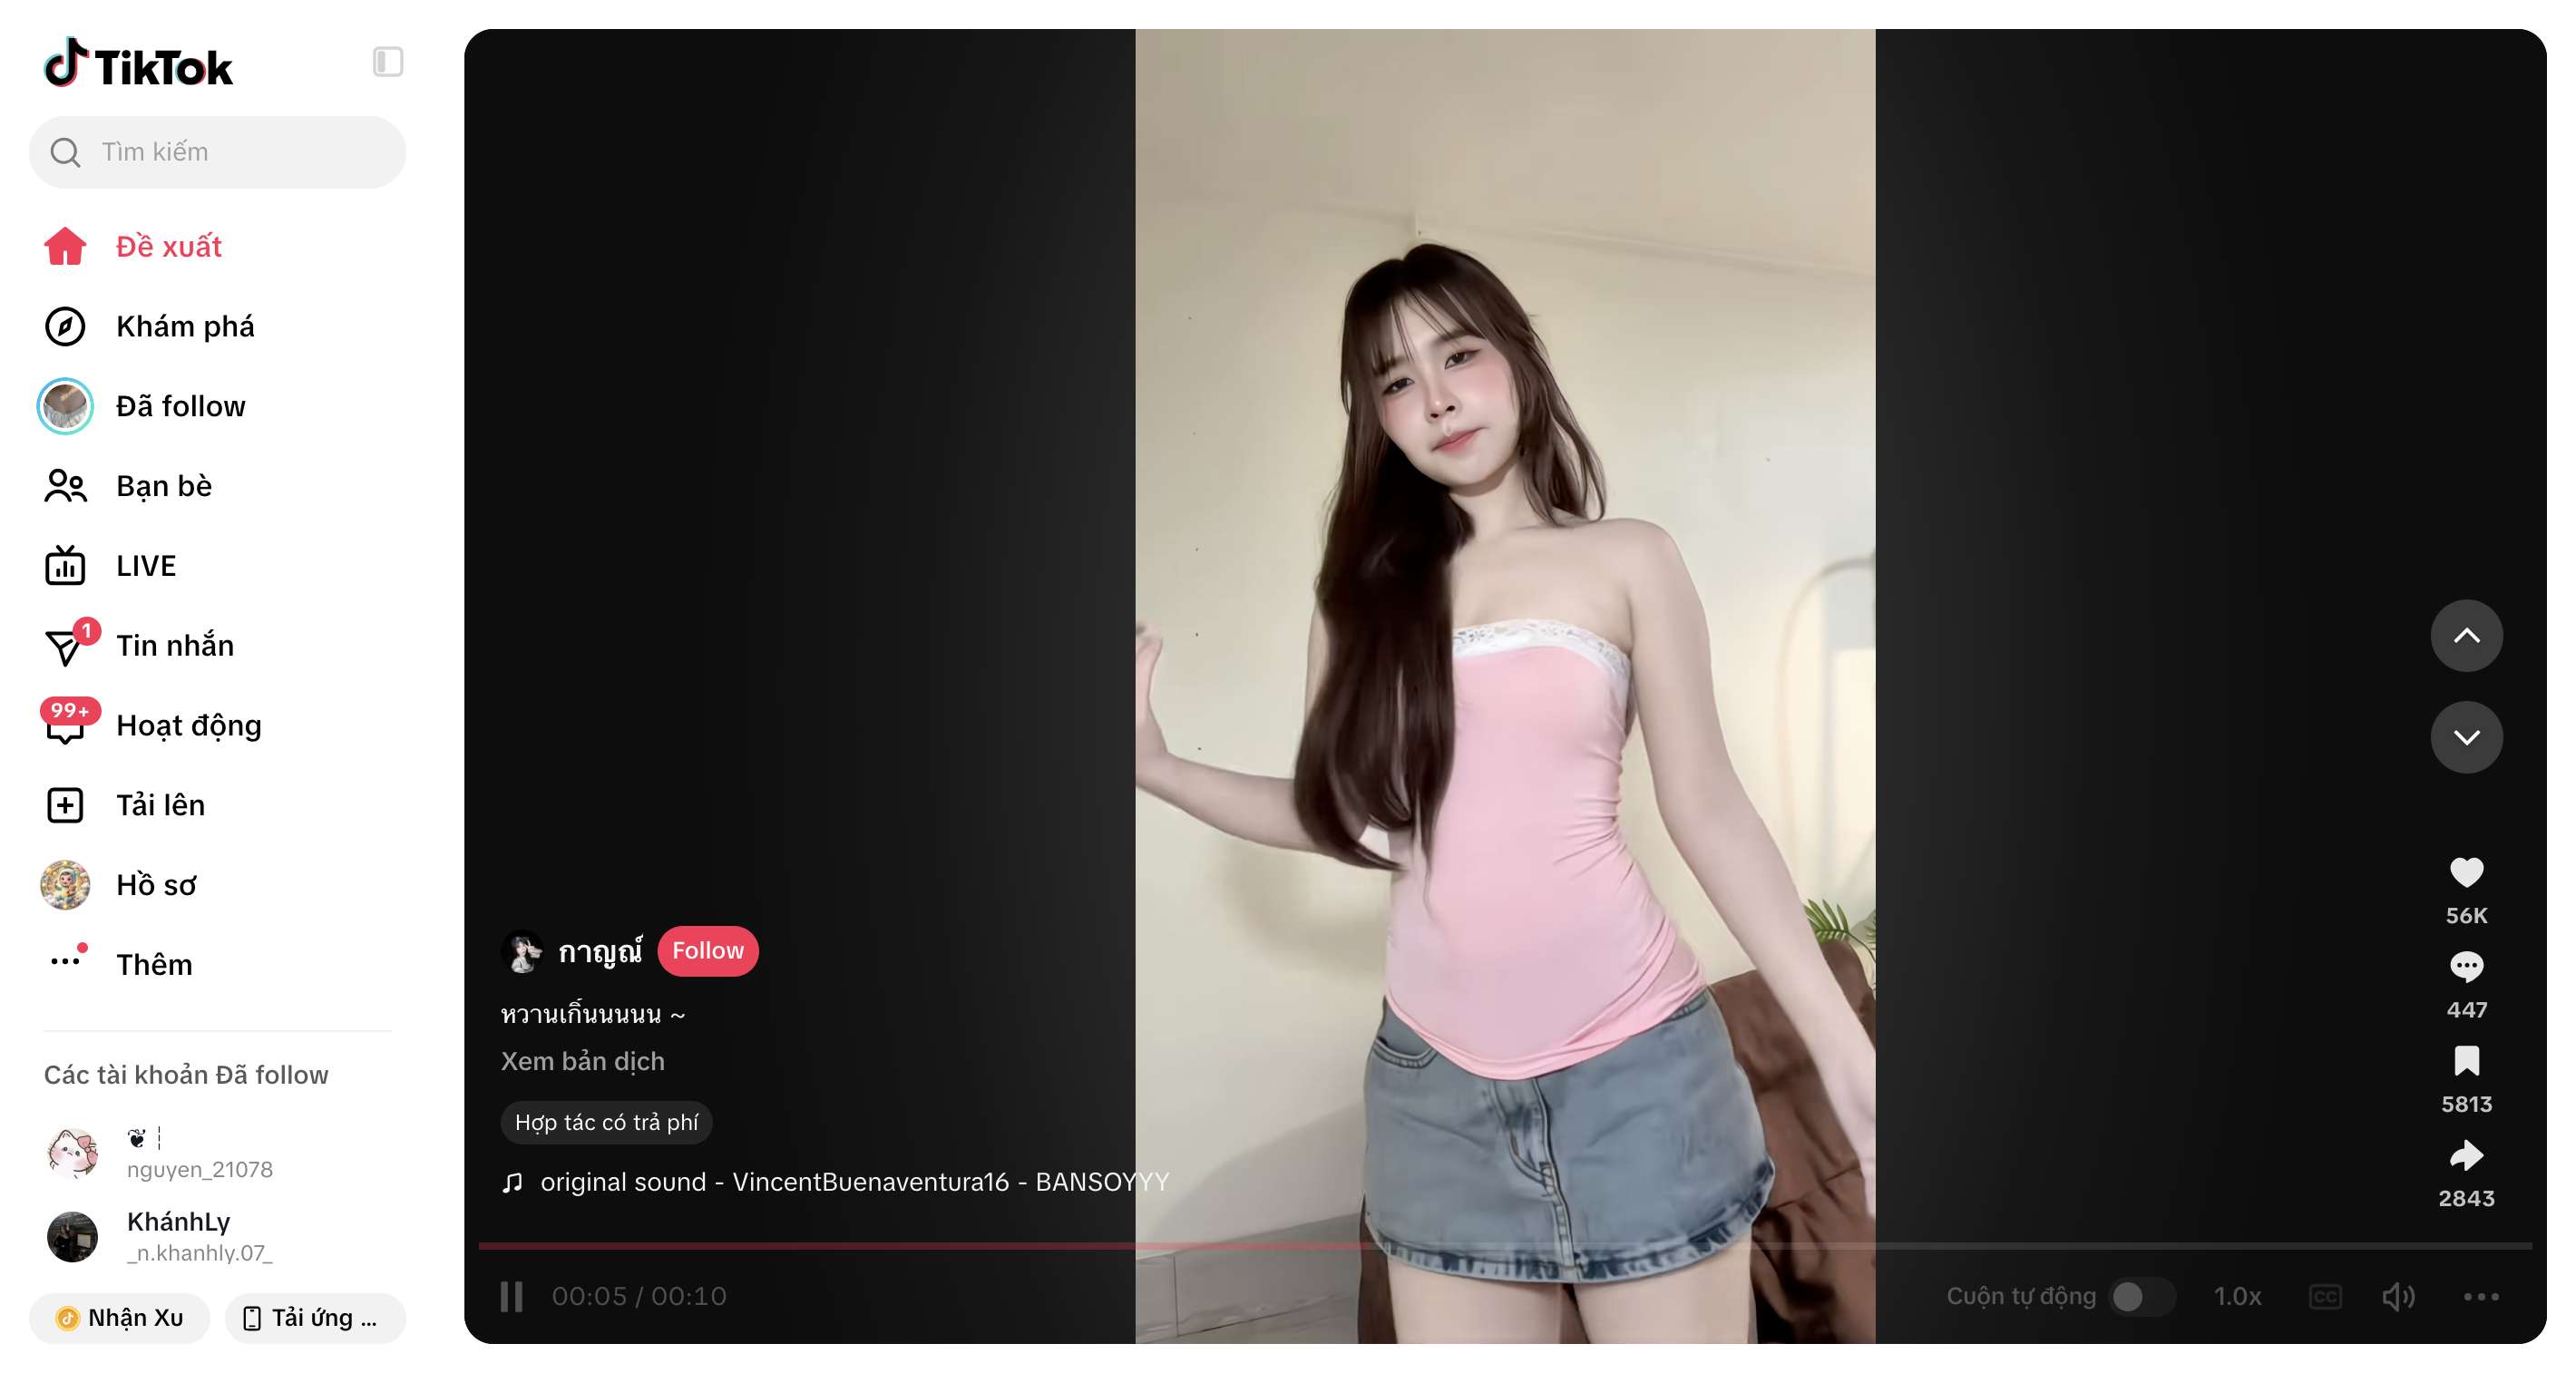 TikTok
Tìm kiếm
Đề xuất
Khám phá
Đã follow
Bạn bè
LIVE
1
Tin nhắn
99+
Hoạt động
Tải lên
Hồ sơ
Thêm
Các tài khoản Đã follow
❦ ┊
nguyen_21078
KhánhLy
_n.khanhly.07_
Nhận Xu
Tải ứng ...
กาญณ์
Follow
หวานเกิ๊นนนนน ~
Xem bản dịch
Hợp tác có trả phí
original sound - VincentBuenaventura16 - BANSOYYY
00:05 / 00:10
56K
447
5813
2843
Cuộn tự động
1.0x
CC